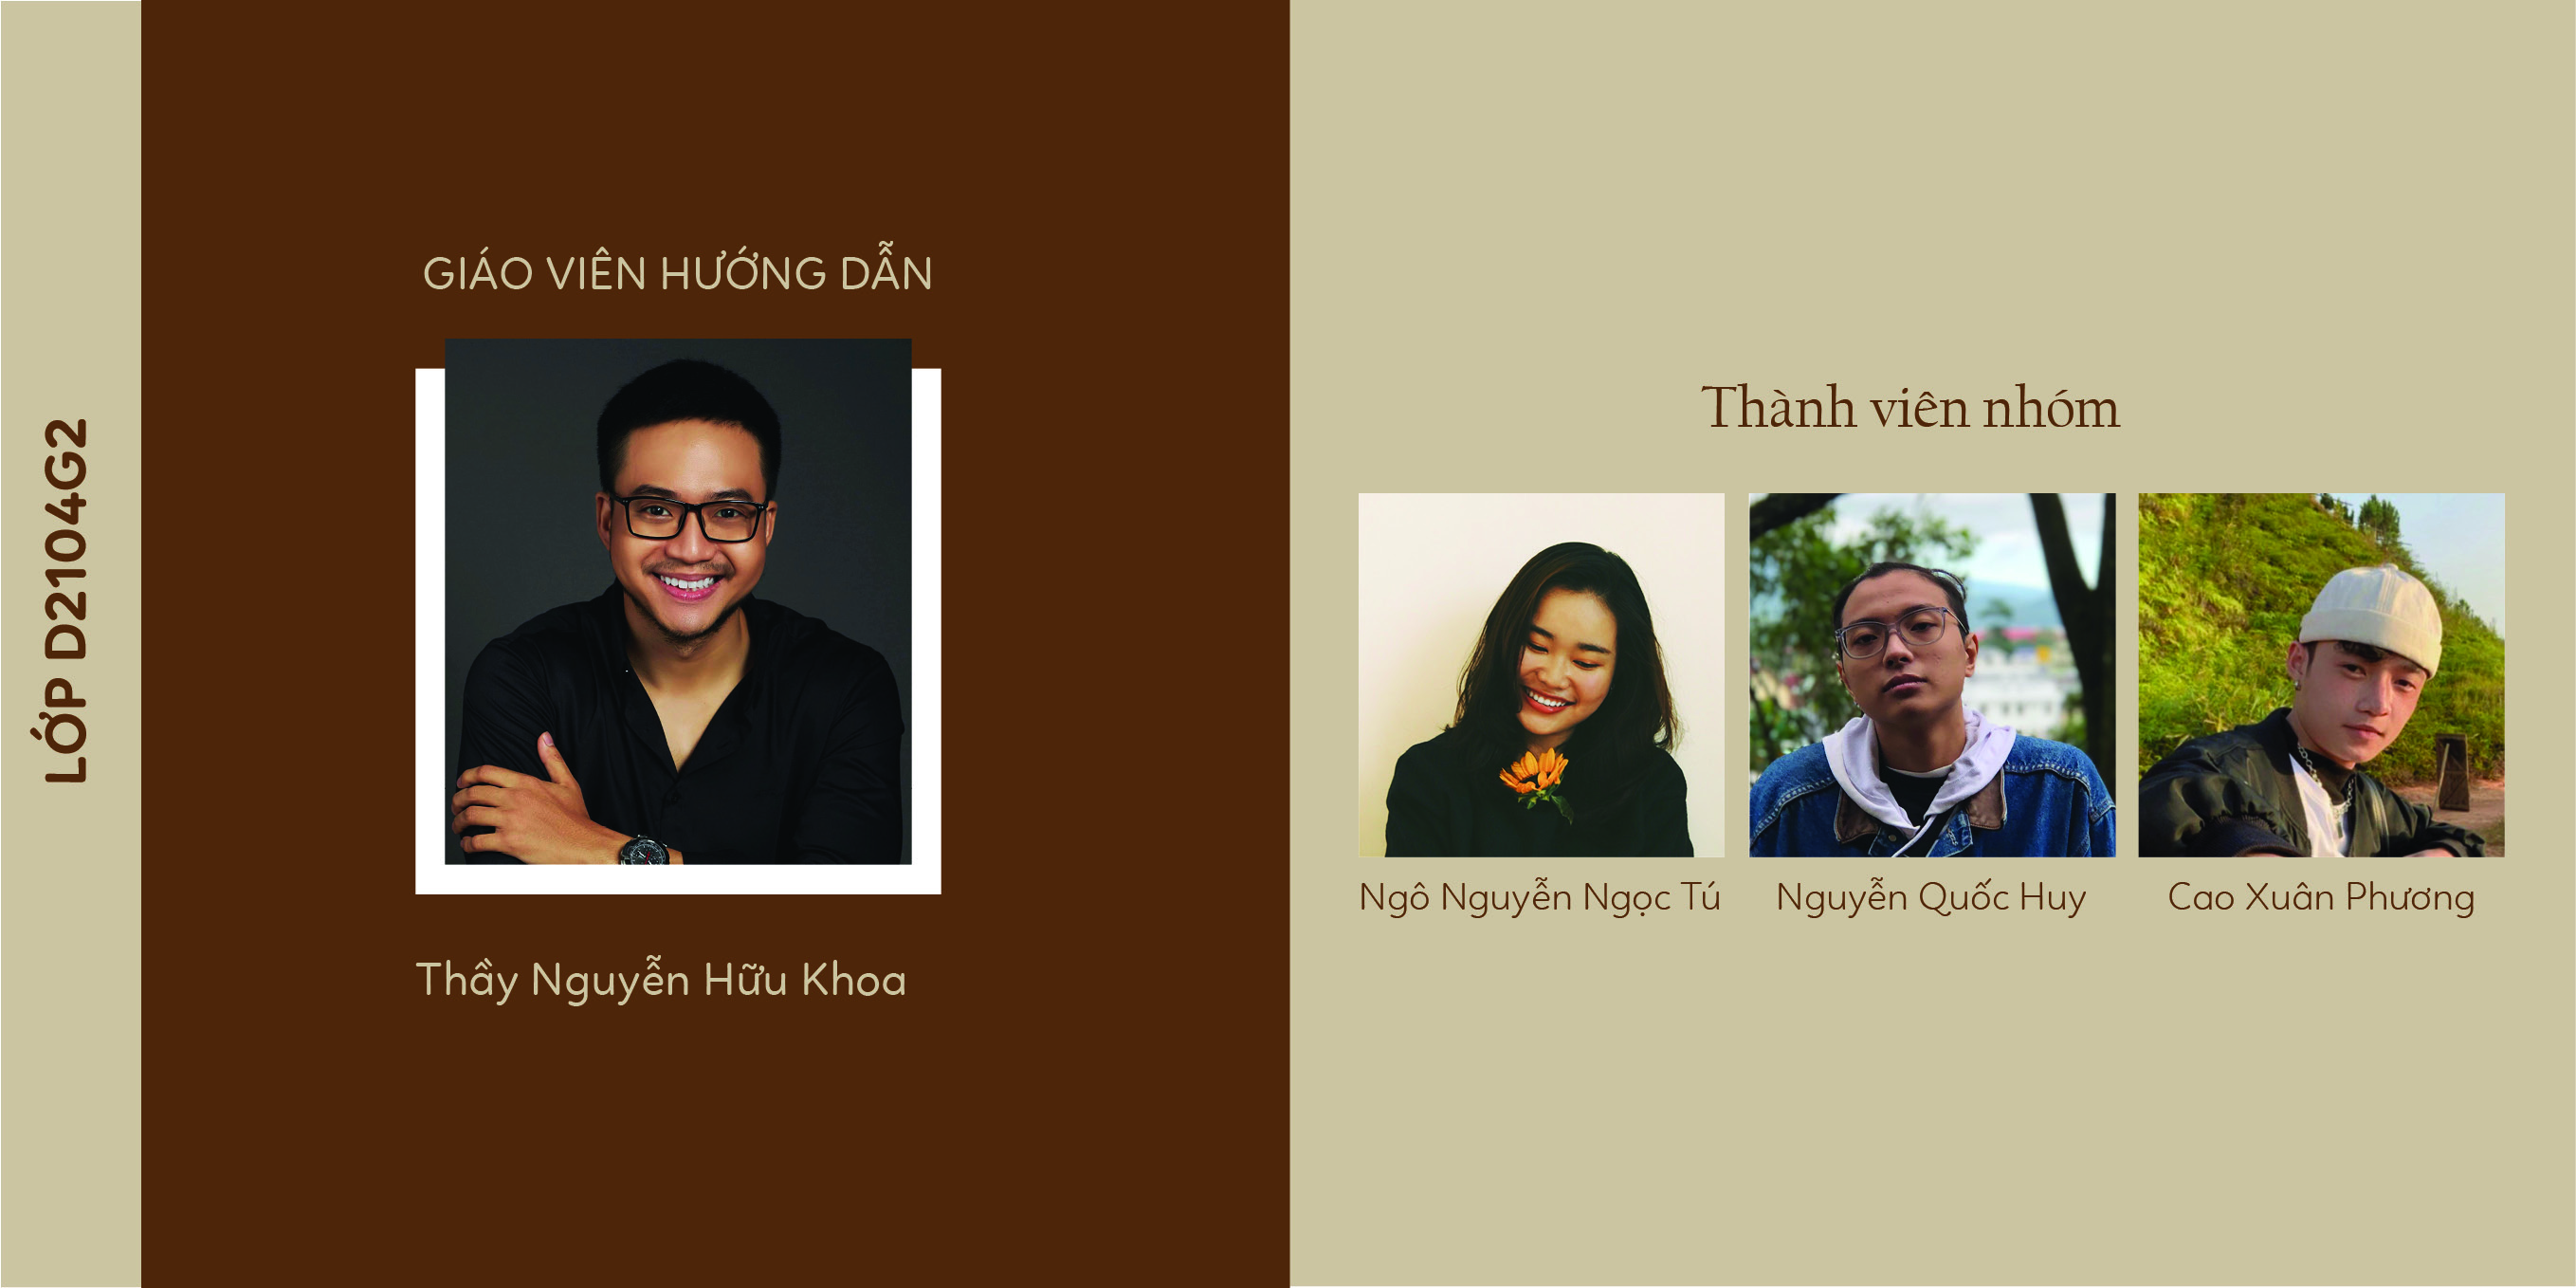 LỚP D2104G2
GIÁO VIÊN HƯỚNG DẪN
Thầy Nguyễn Hữu Khoa
Thành viên nhóm
Ngô Nguyễn Ngọc Tú
Nguyễn Quốc Huy
Cao Xuân Phương